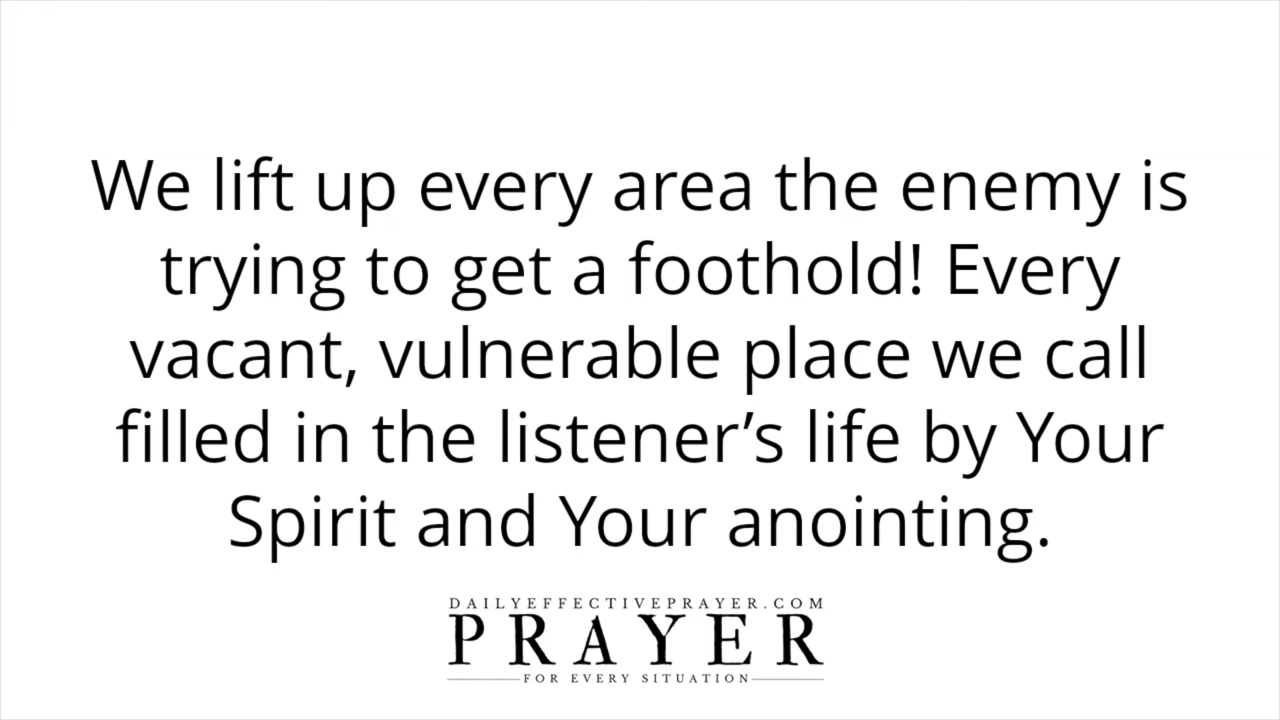 We lift up every area the enemy is
trying to get a foothold! Every
vacant, vulnerable place we call
filled in the listener’s life by Your
Spirit and Your anointing.
DAILYEFFECTIVEPRAYER.COM
PRAYER
FOR EVERY SITUATION